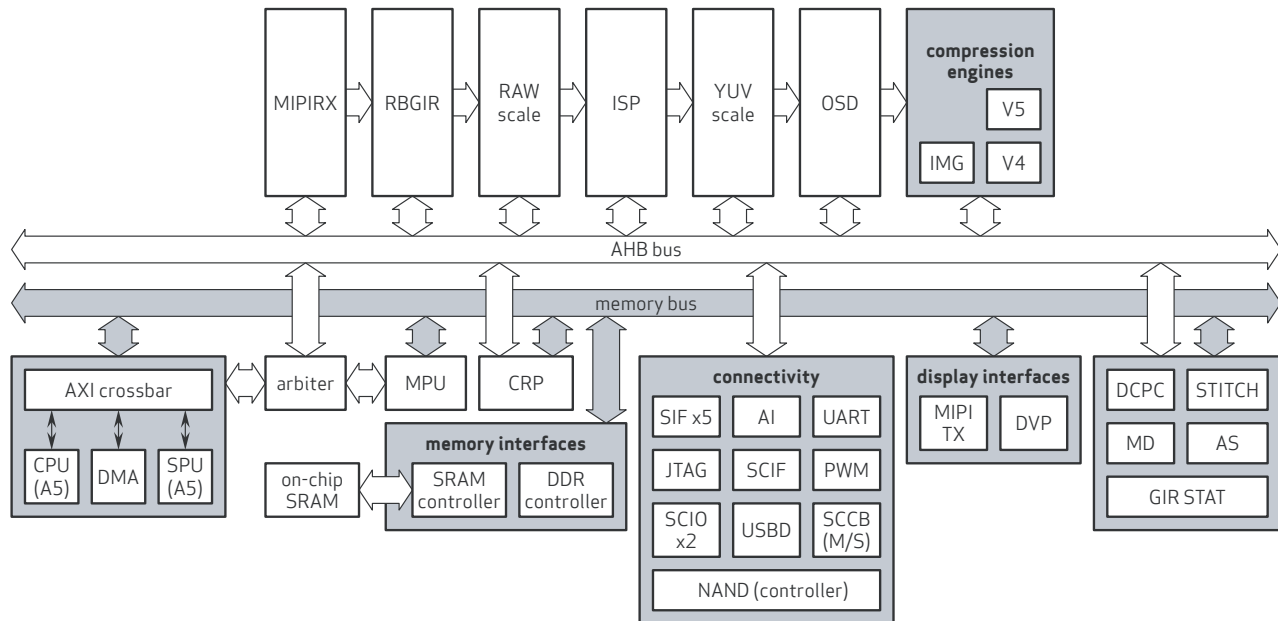 MIPIRX
RBGIR
RAW
scale
ISP
YUV
scale
OSD
compression
engines
V5
IMG
V4
AHB bus
memory bus
AXI crossbar
CPU
(A5)
DMA
SPU
(A5)
arbiter
MPU
CRP
memory interfaces
on-chip
SRAM
SRAM
controller
DDR
controller
connectivity
SIF x5
AI
UART
JTAG
SCIF
PWM
SCIO
x2
USBD
SCCB
(M/S)
NAND (controller)
display interfaces
MIPI
TX
DVP
DCPC
STITCH
MD
AS
GIR STAT